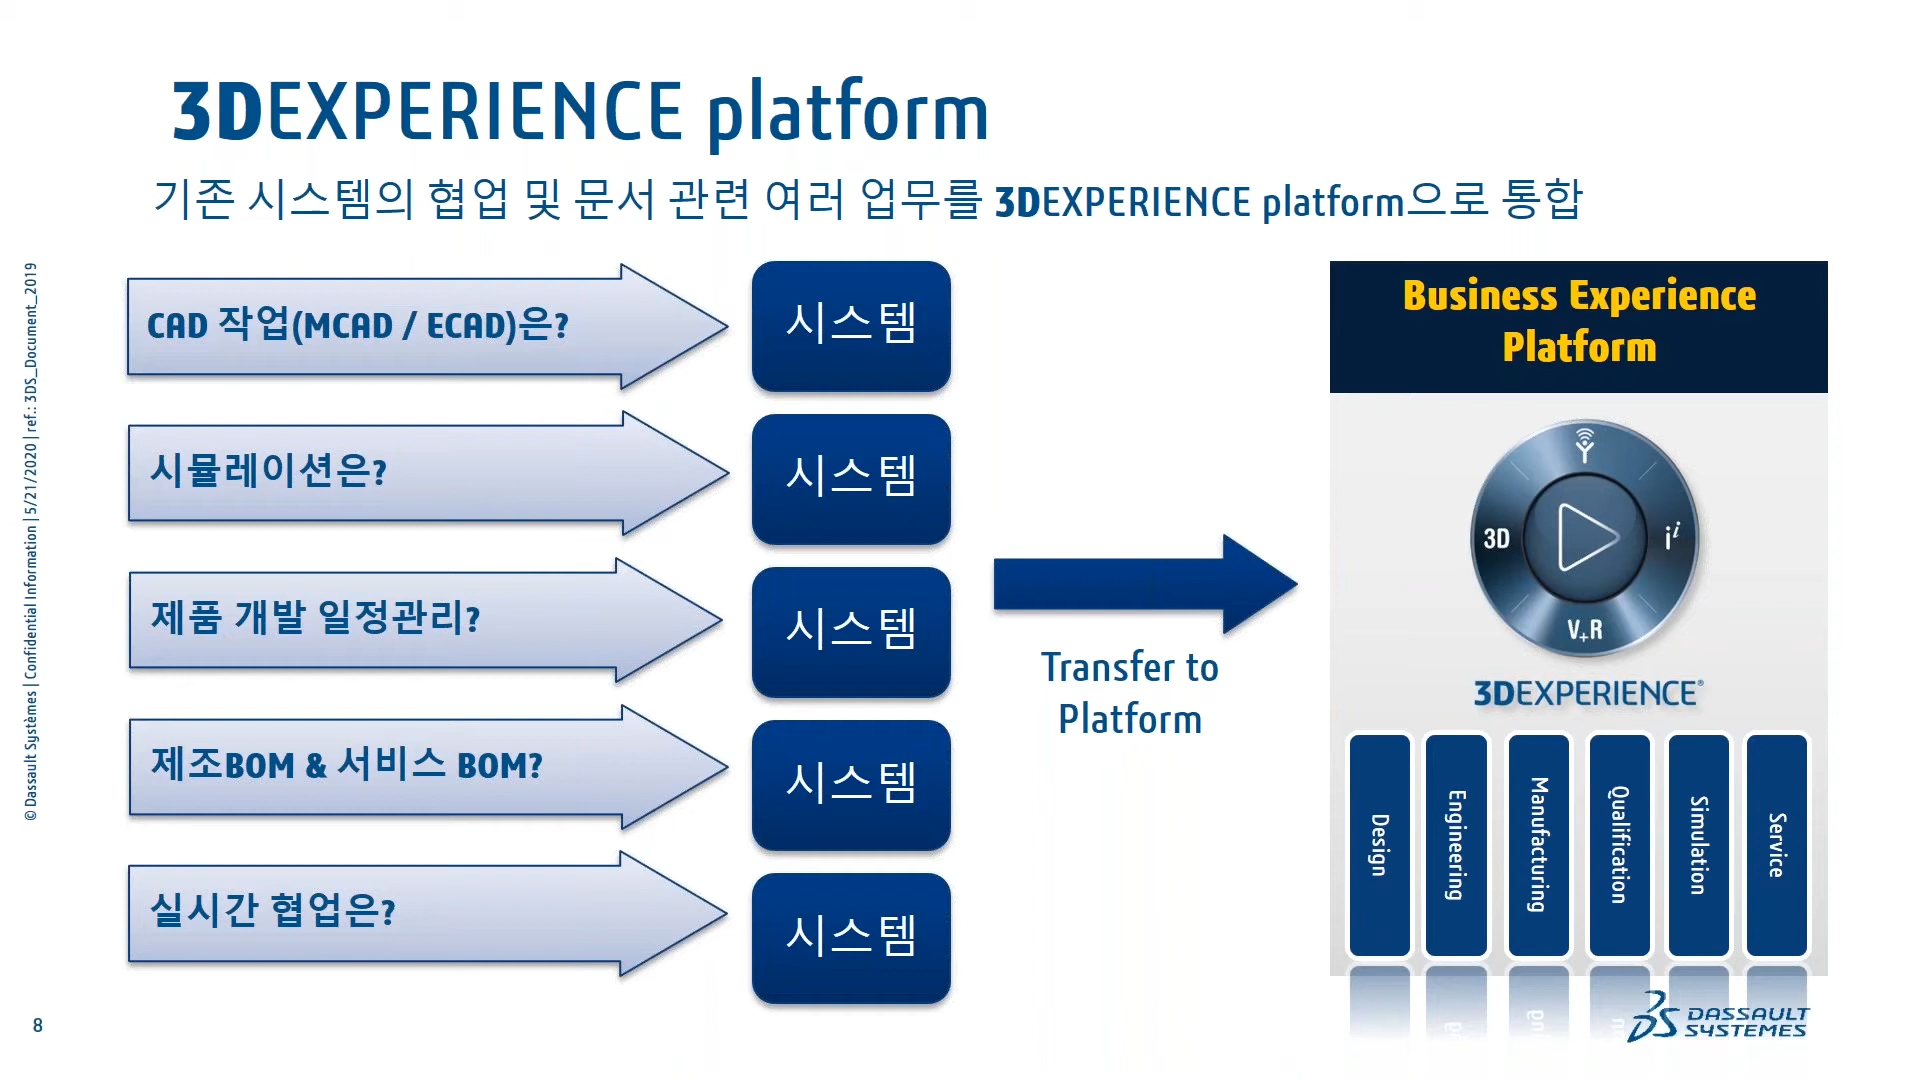 3DEXPERIENCE platform
기존 시스템의 협업 및 문서 관련 여러 업무를 3DEXPERIENCE platform으로 통합
© Dassault Systèmes | Confidential Information | 5/21/2020 | ref.: 3DS_Document_2019
CAD 작업(MCAD / ECAD)은?
시스템
시뮬레이션은?
시스템
제품 개발 일정관리?
시스템
제조BOM & 서비스 BOM?
시스템
실시간 협업은?
시스템
Transfer to
Platform
Business Experience
Platform
3D
i i
V+R
3DEXPERIENCE®
Design
Engineering
Manufacturing
Qualification
Simulation
Service
8
DASSAULT
SYSTEMES